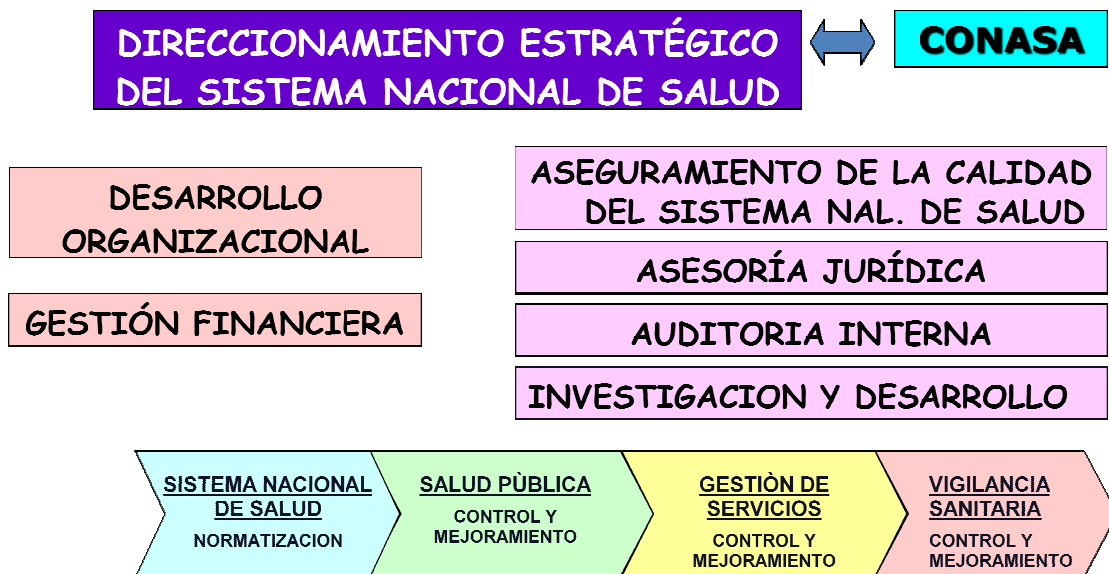 DIRECCIONAMIENTO ESTRATÉGICO
DEL SISTEMA NACIONAL DE SALUD
CONASA
DESARROLLO
ORGANIZACIONAL
GESTIÓN FINANCIERA
ASEGURAMIENTO DE LA CALIDAD
DEL SISTEMA NAL. DE SALUD
ASESORÍA JURÍDICA
AUDITORIA INTERNA
INVESTIGACION Y DESARROLLO
SISTEMA NACIONAL
DE SALUD
NORMATIZACION
SALUD PÙBLICA
CONTROL Y
MEJORAMIENTO
GESTIÒN DE
SERVICIOS
CONTROL Y
MEJORAMIENTO
VIGILANCIA
SANITARIA
CONTROL Y
MEJORAMIENTO